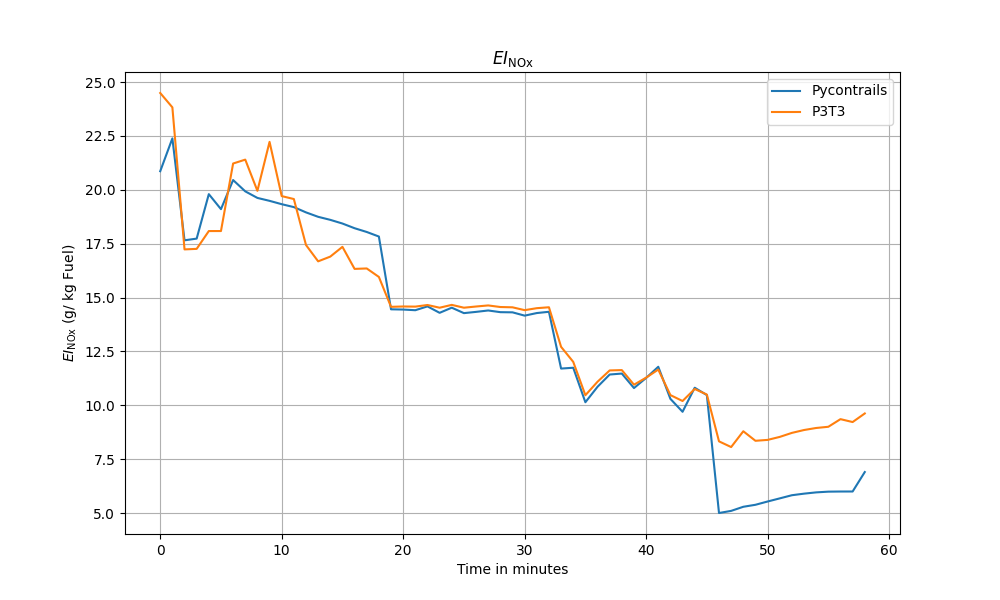 EI_NOx
Pycontrails
P3T3
EI_NOx (g/ kg Fuel)
25.0
22.5
20.0
17.5
15.0
12.5
10.0
7.5
5.0
0 10 20 30 40 50 60
Time in minutes